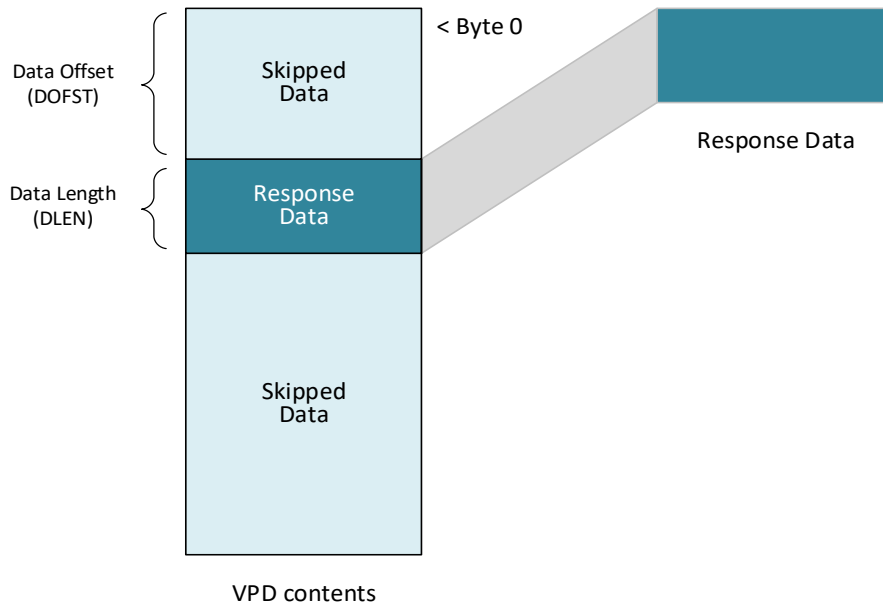 < Byte 0
Data Offset
(DOFST)
Skipped
Data
Response Data
Data Length
(DLEN)
Response
Data
Skipped
Data
VPD contents